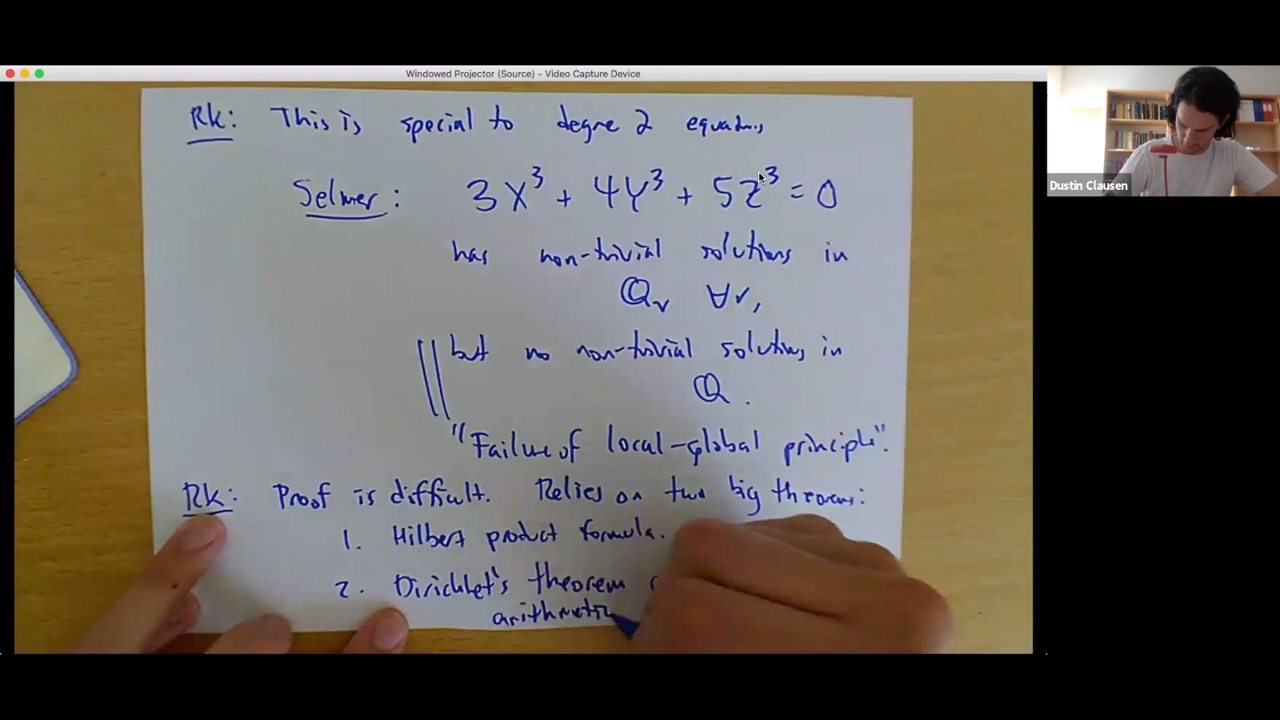 Windowed Projector (Source) - Video Capture Device
Rk: This is special to degre 2 equations
Selmer: 3X³ + 4Y³ + 5Z³ = 0
has non-trivial solutions in
ℚᵥ ∀v,
but no non-trivial solutions in
ℚ.
"Failure of local-global principle".
Rk: Proof is difficult. Relies on two big theorems:
1. Hilbert product formula.
2. Dirichlet's theorem
arithmetic
Dustin Clausen